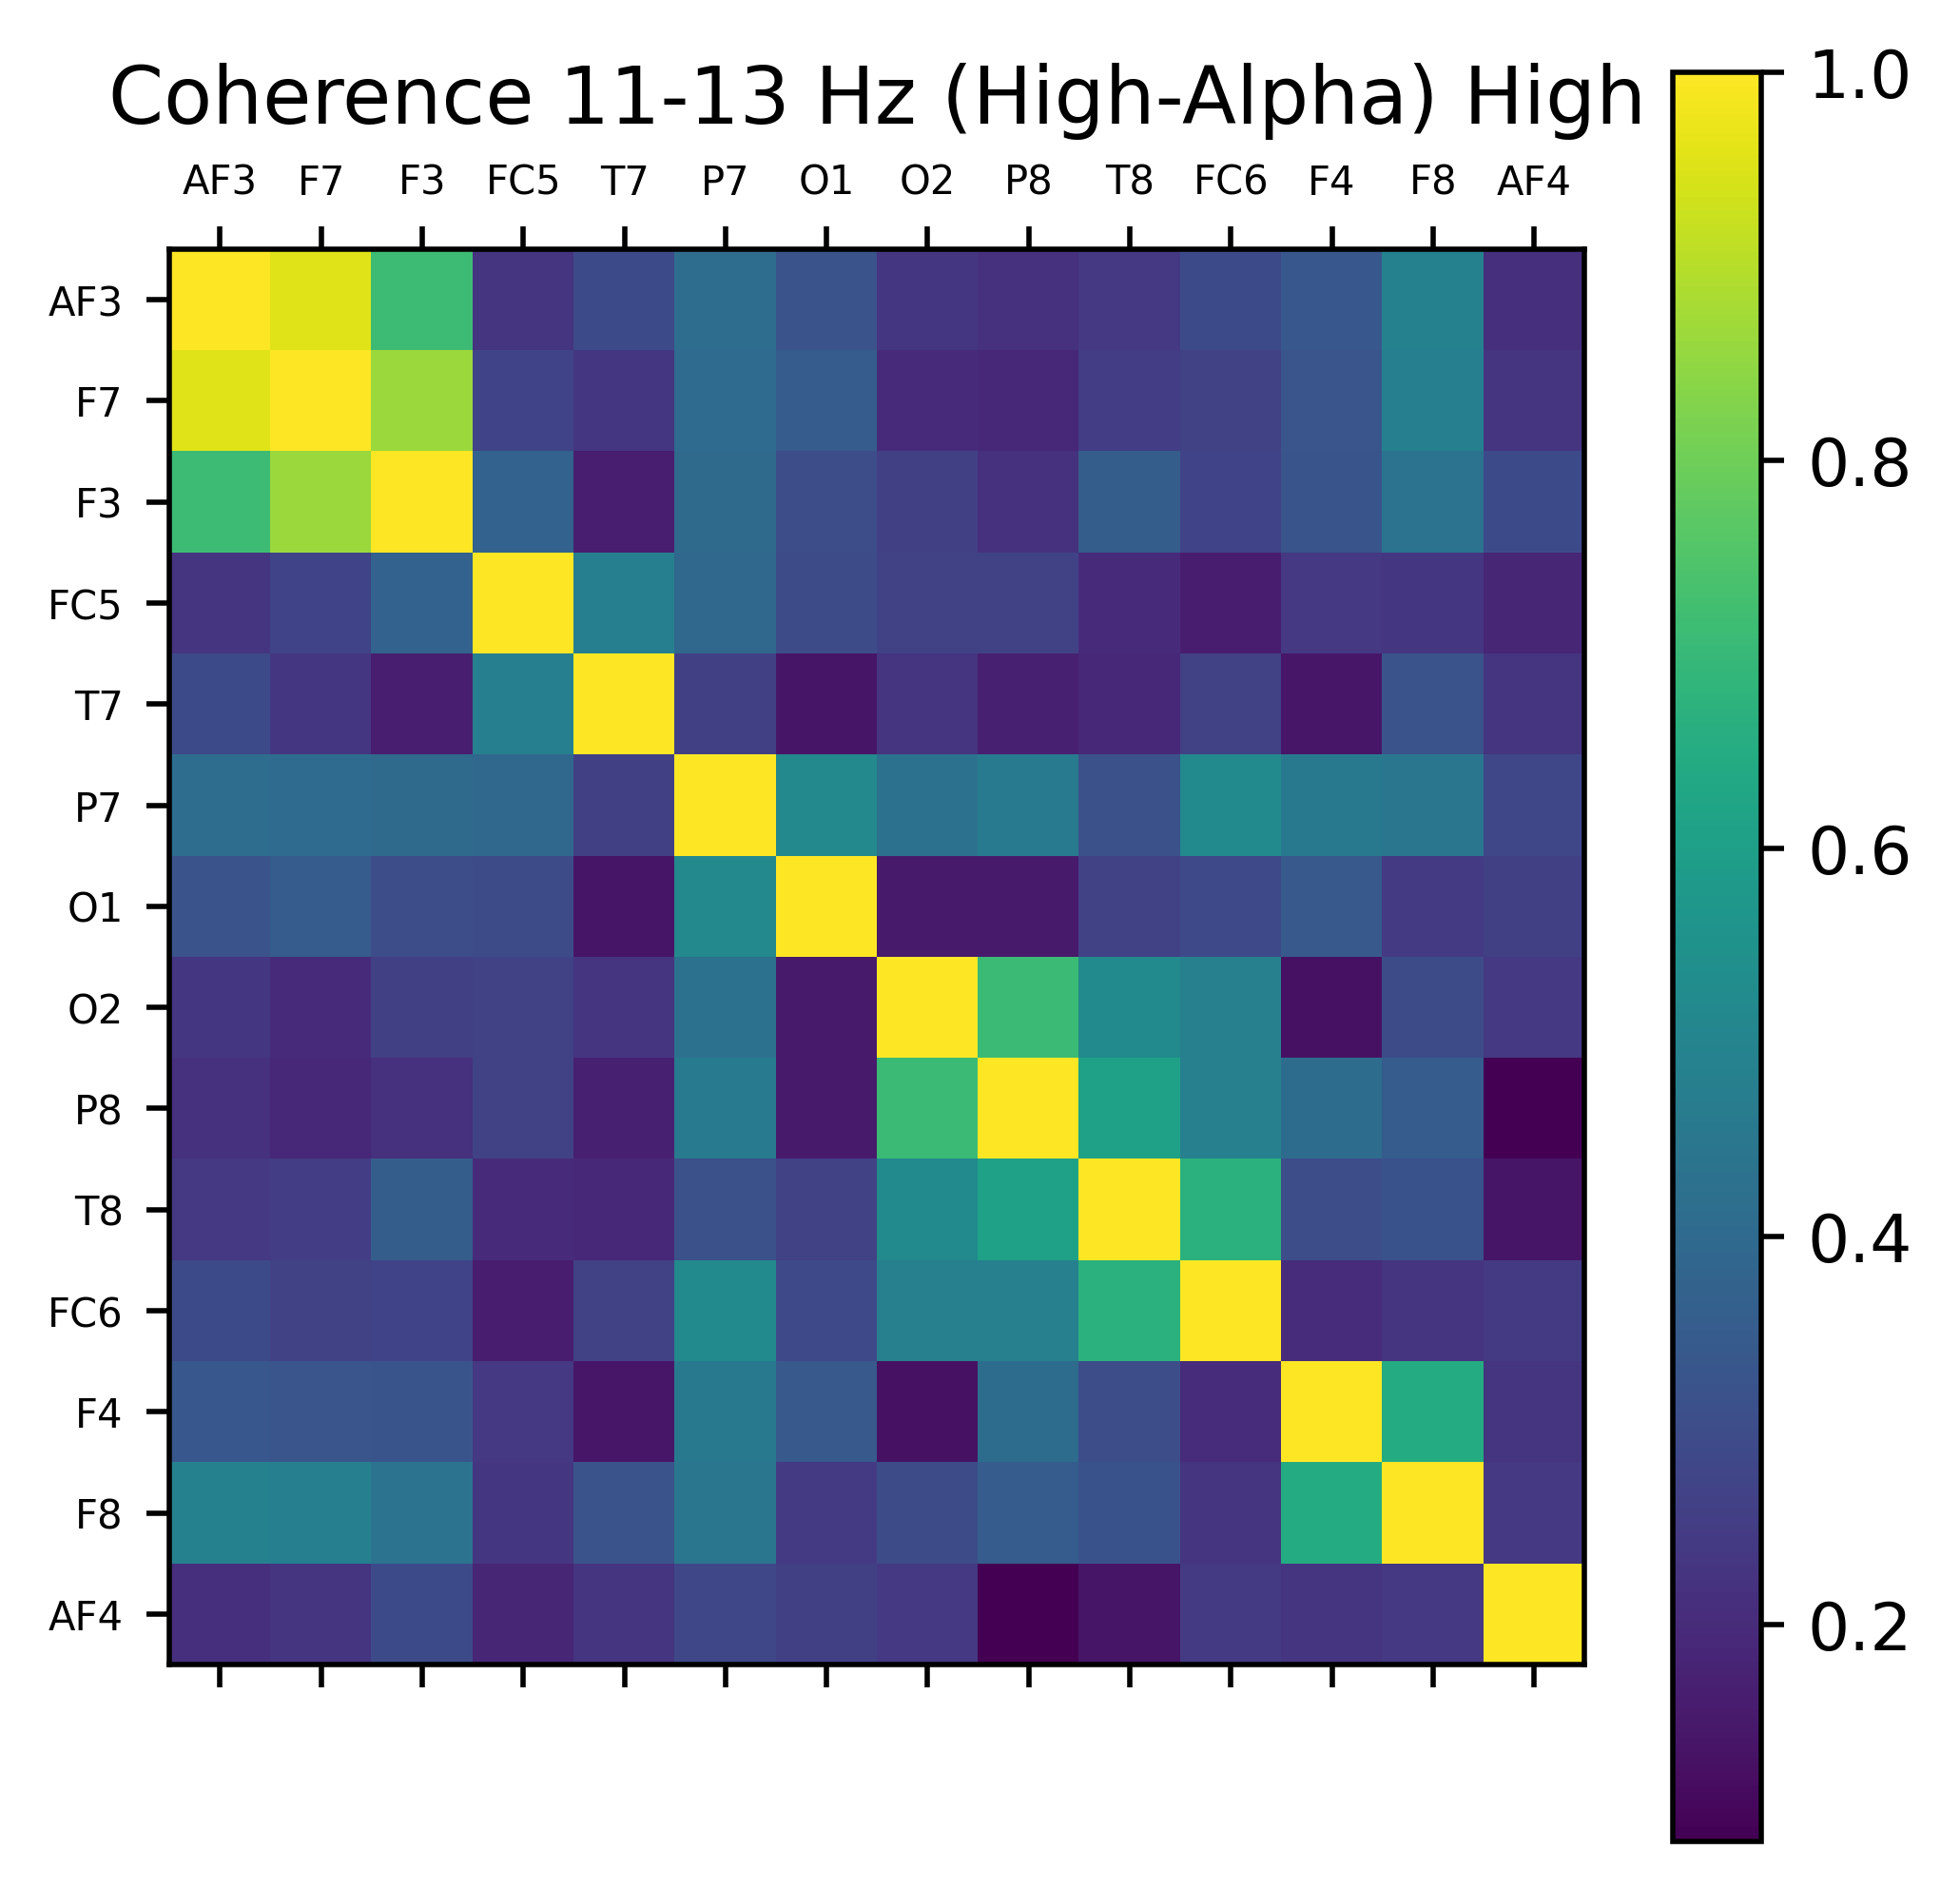 Coherence 11-13 Hz (High-Alpha) High
AF3 F7 F3 FC5 T7 P7 O1 O2 P8 T8 FC6 F4 F8 AF4
AF3
F7
F3
FC5
T7
P7
O1
O2
P8
T8
FC6
F4
F8
AF4
1.0
0.8
0.6
0.4
0.2